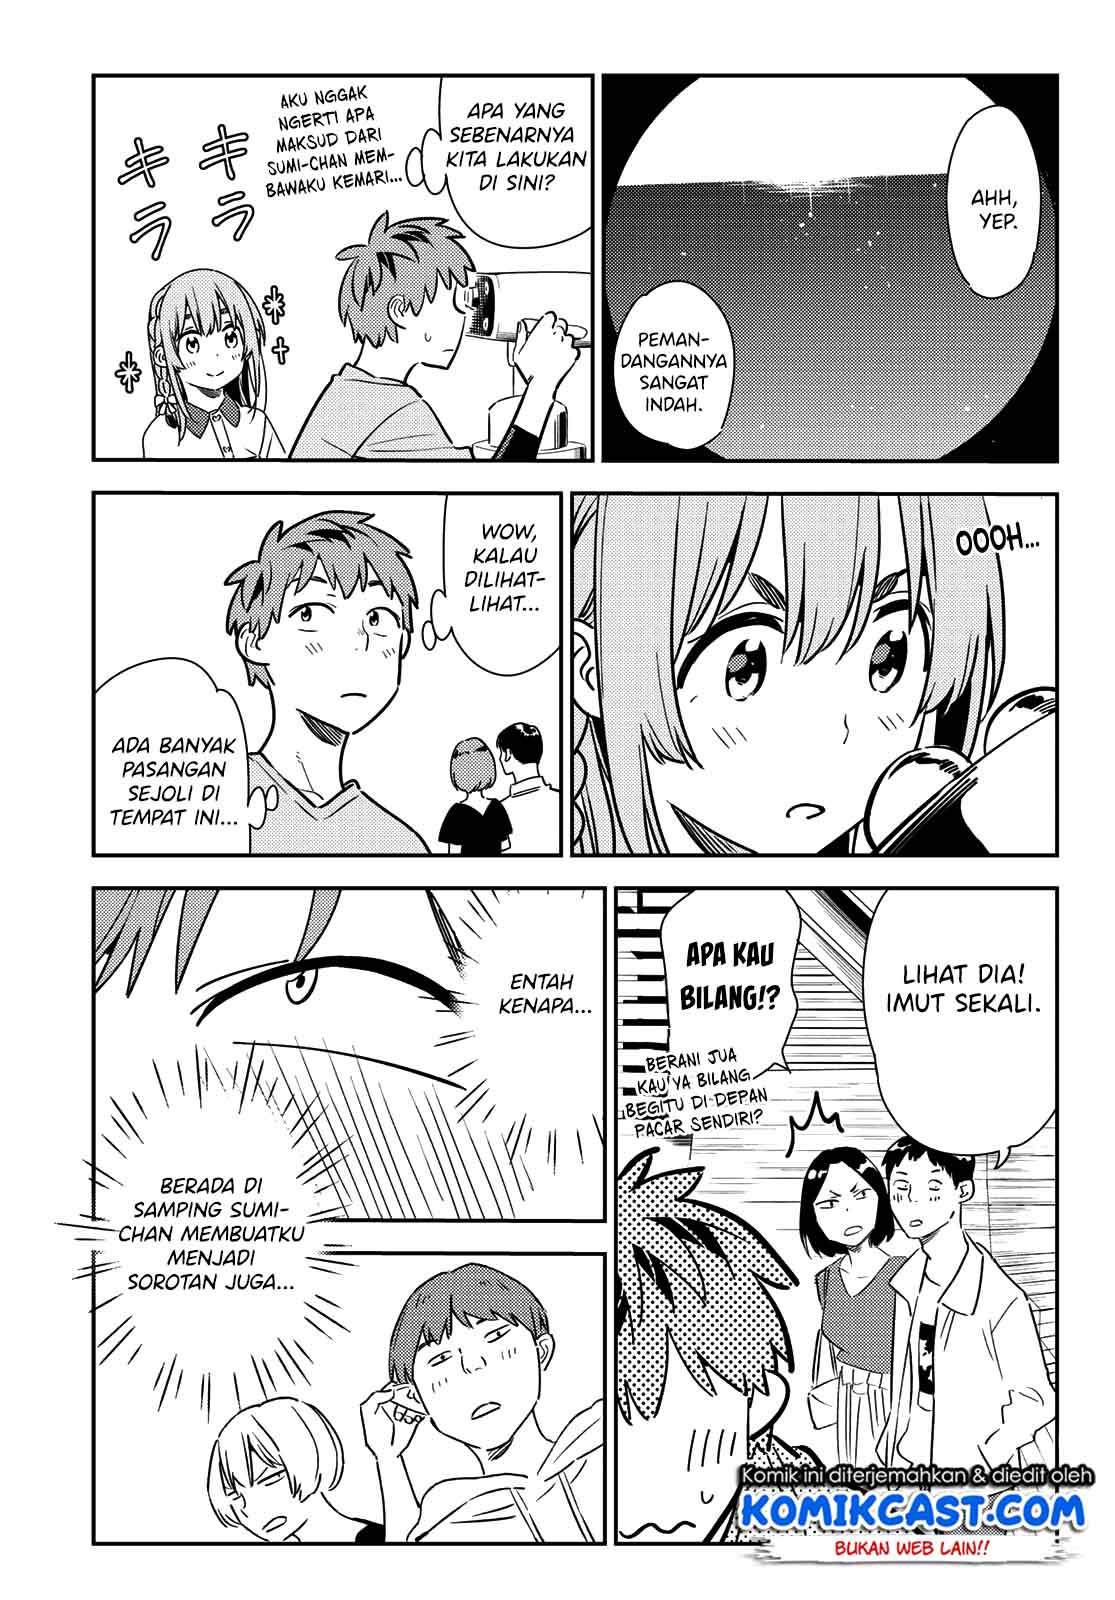 AHH,
YEP.
PEMAN-
DANGANNYA
SANGAT
INDAH.
APA YANG
SEBENARNYA
KITA LAKUKAN
DI SINI?
AKU NGGAK
NGERTI APA
MAKSUD DARI
SUMI-CHAN MEM-
BAWAKU KEMARI...
キラ
キラ
OOOH...
WOW,
KALAU
DILIHAT-
LIHAT...
ADA BANYAK
PASANGAN
SEJOLI DI
TEMPAT INI...
LIHAT DIA!
IMUT SEKALI.
APA KAU
BILANG!?
BERANI JUA
KAU YA BILANG
BEGITU DI DEPAN
PACAR SENDIRI?
ENTAH
KENAPA...
BERADA DI
SAMPING SUMI-
CHAN MEMBUATKU
MENJADI
SOROTAN JUGA...
Komik ini diterjemahkan & diedit oleh
KOMIKCAST.COM
BUKAN WEB LAIN!!